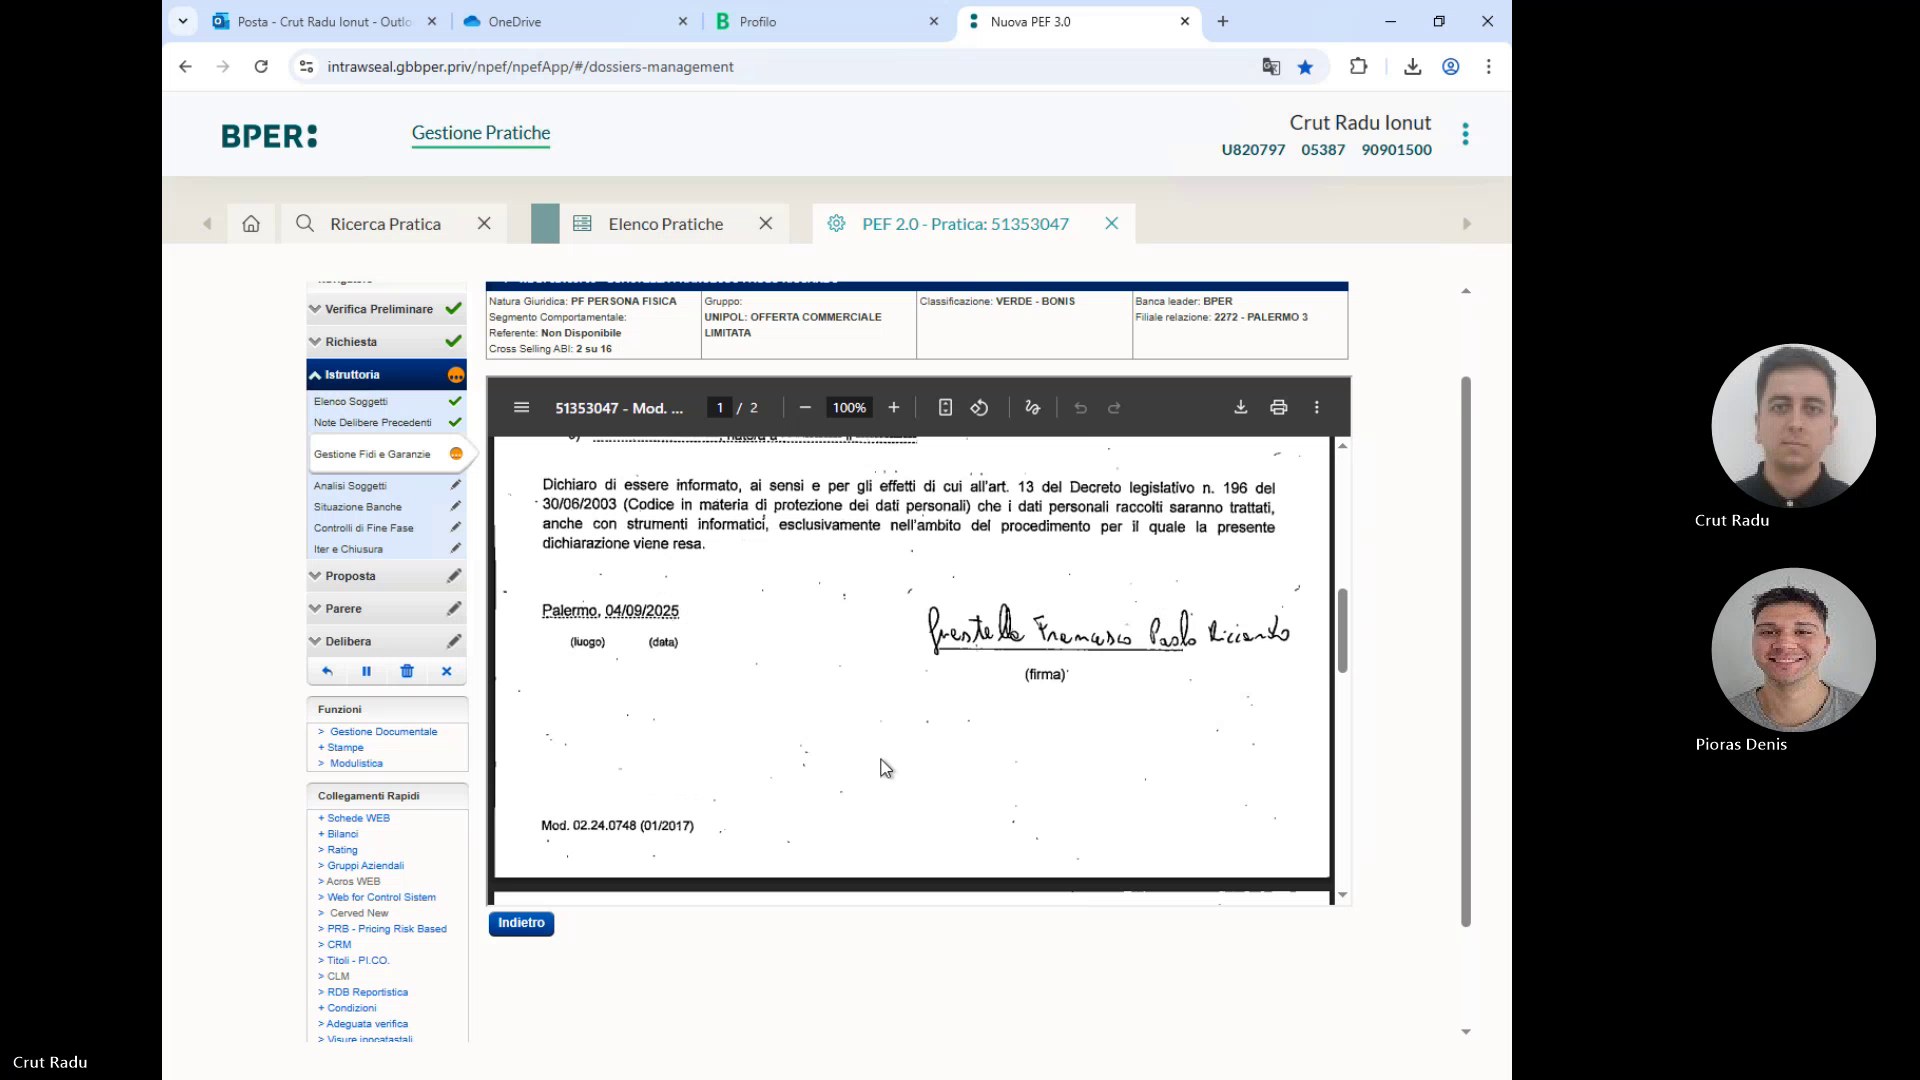 Posta - Crut Radu Ionut - Outlo
OneDrive
Profilo
Nuova PEF 3.0
intrawseal.gbbper.priv/npef/npefApp/#/dossiers-management
BPER:
Gestione Pratiche
Crut Radu Ionut
U820797 05387 90901500
Ricerca Pratica
Elenco Pratiche
PEF 2.0 - Pratica: 51353047
Verifica Preliminare
Richiesta
Istruttoria
Elenco Soggetti
Note Delibere Precedenti
Gestione Fidi e Garanzie
Analisi Soggetti
Situazione Banche
Controlli di Fine Fase
Iter e Chiusura
Proposta
Parere
Delibera
Funzioni
> Gestione Documentale
+ Stampe
> Modulistica
Collegamenti Rapidi
+ Schede WEB
+ Bilanci
> Rating
> Gruppi Aziendali
> Acros WEB
> Web for Control Sistem
> Cerved New
> PRB - Pricing Risk Based
> CRM
> Titoli - PI.CO.
> CLM
> RDB Reportistica
+ Condizioni
> Adeguata verifica
> Visure ipocatastali
Natura Giuridica: PF PERSONA FISICA
Segmento Comportamentale:
Referente: Non Disponibile
Cross Selling ABI: 2 su 16
Gruppo:
UNIPOL: OFFERTA COMMERCIALE
LIMITATA
Classificazione: VERDE - BONIS
Banca leader: BPER
Filiale relazione: 2272 - PALERMO 3
51353047 - Mod. ...
1 / 2
100%
Dichiaro di essere informato, ai sensi e per gli effetti di cui all'art. 13 del Decreto legislativo n. 196 del
30/06/2003 (Codice in materia di protezione dei dati personali) che i dati personali raccolti saranno trattati,
anche con strumenti informatici, esclusivamente nell'ambito del procedimento per il quale la presente
dichiarazione viene resa.
Palermo, 04/09/2025
(luogo) (data)
Francesco Paolo
(firma)
Mod. 02.24.0748 (01/2017)
Indietro
Crut Radu
Pioras Denis
Crut Radu